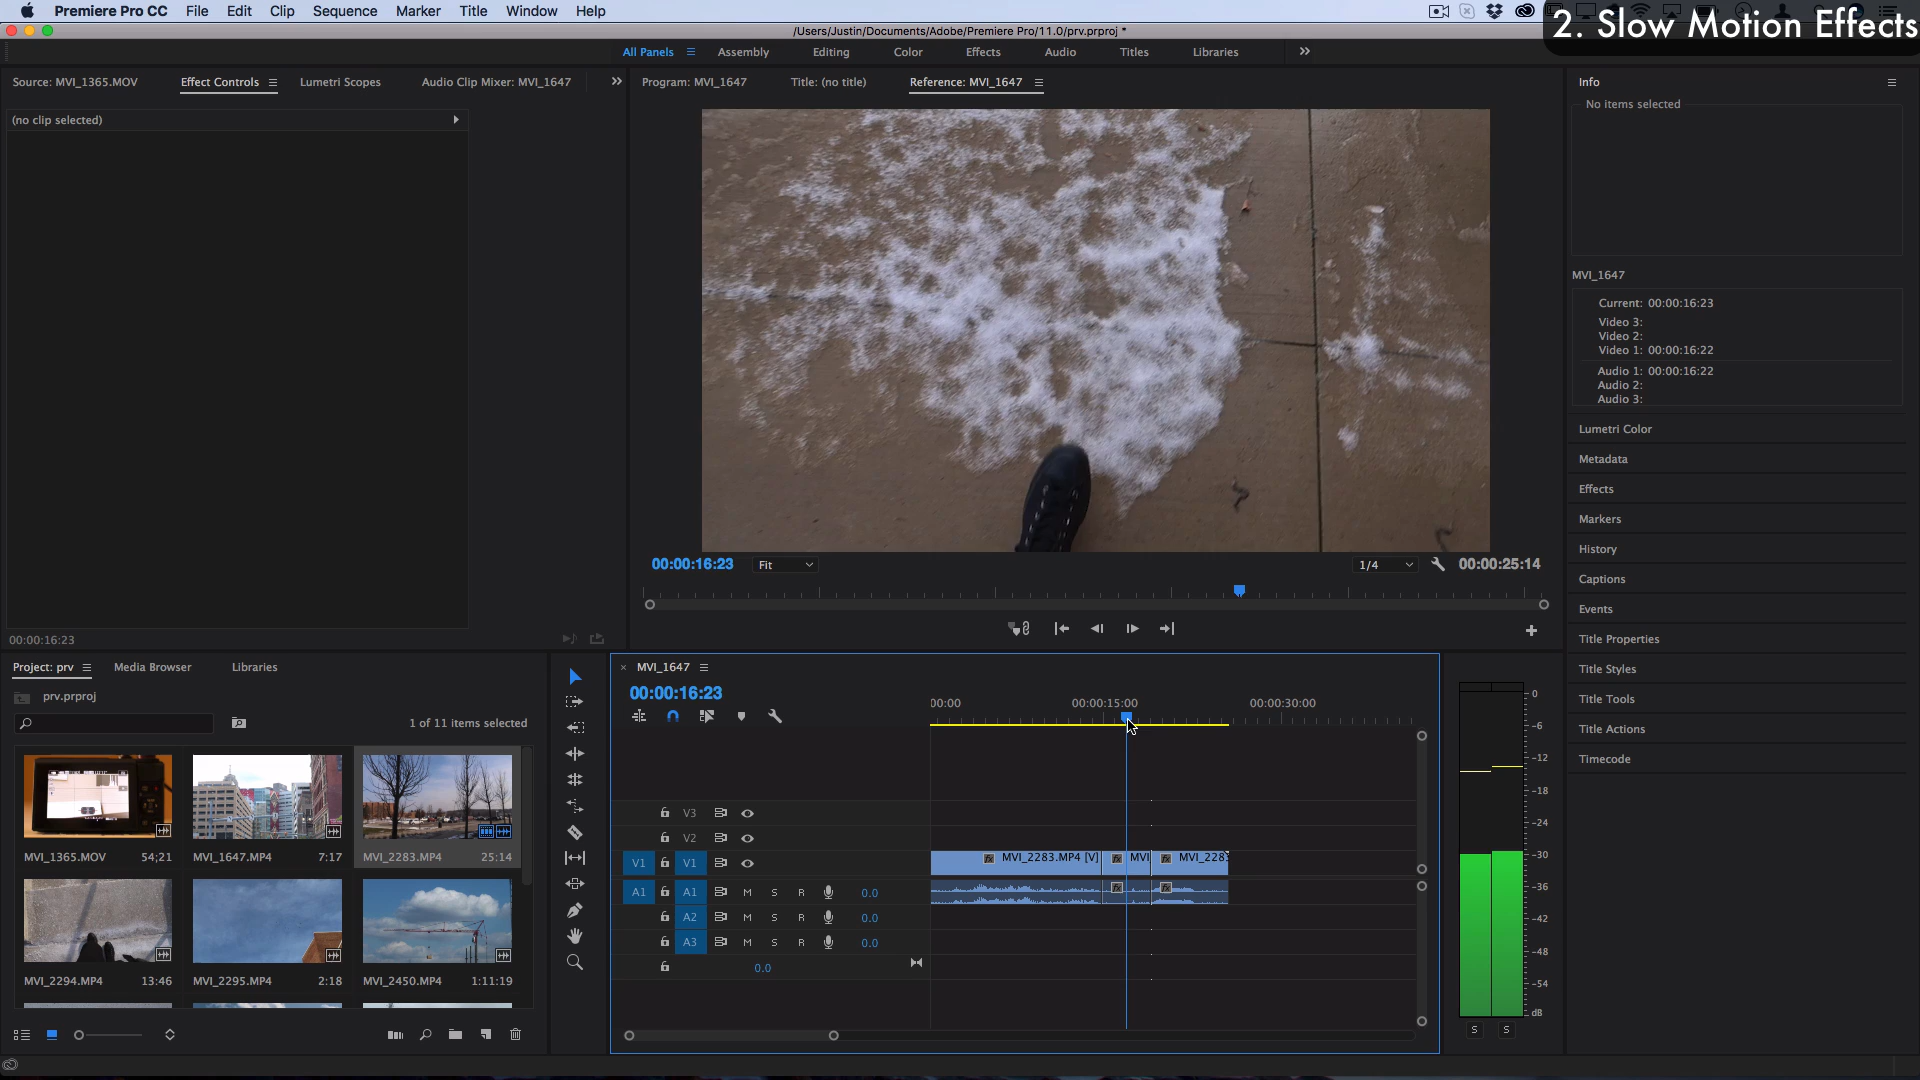 Premiere Pro CC File Edit Clip Sequence Marker Title Window Help
2. Slow Motion Effects
/Users/Justin/Documents/Adobe/Premiere Pro/11.0/prv.prproj *
All Panels Assembly Editing Color Effects Audio Titles Libraries
Source: MVI_1365.MOV Effect Controls Lumetri Scopes Audio Clip Mixer: MVI_1647
(no clip selected)
00:00:16:23
Program: MVI_1647 Title: (no title) Reference: MVI_1647
00:00:16:23 Fit 1/4 00:00:25:14
Info
No items selected
MVI_1647
Current: 00:00:16:23
Video 3:
Video 2:
Video 1: 00:00:16:22
Audio 1: 00:00:16:22
Audio 2:
Audio 3:
Lumetri Color
Metadata
Effects
Markers
History
Captions
Events
Title Properties
Title Styles
Title Tools
Title Actions
Timecode
Project: prv Media Browser Libraries
prv.prproj
1 of 11 items selected
MVI_1365.MOV 54;21 MVI_1647.MP4 7:17 MVI_2283.MP4 25:14
MVI_2294.MP4 13:46 MVI_2295.MP4 2:18 MVI_2450.MP4 1:11:19
× MVI_1647
00:00:16:23
00:00 00:00:15:00 00:00:30:00
V3
V2
V1 V1 fx MVI_2283.MP4 [V] fx MVI fx MVI_2283
A1 A1 M S R 0.0 fx fx
A2 M S R 0.0
A3 M S R 0.0
0.0
0
-6
-12
-18
-24
-30
-36
-42
-48
-54
dB
S S